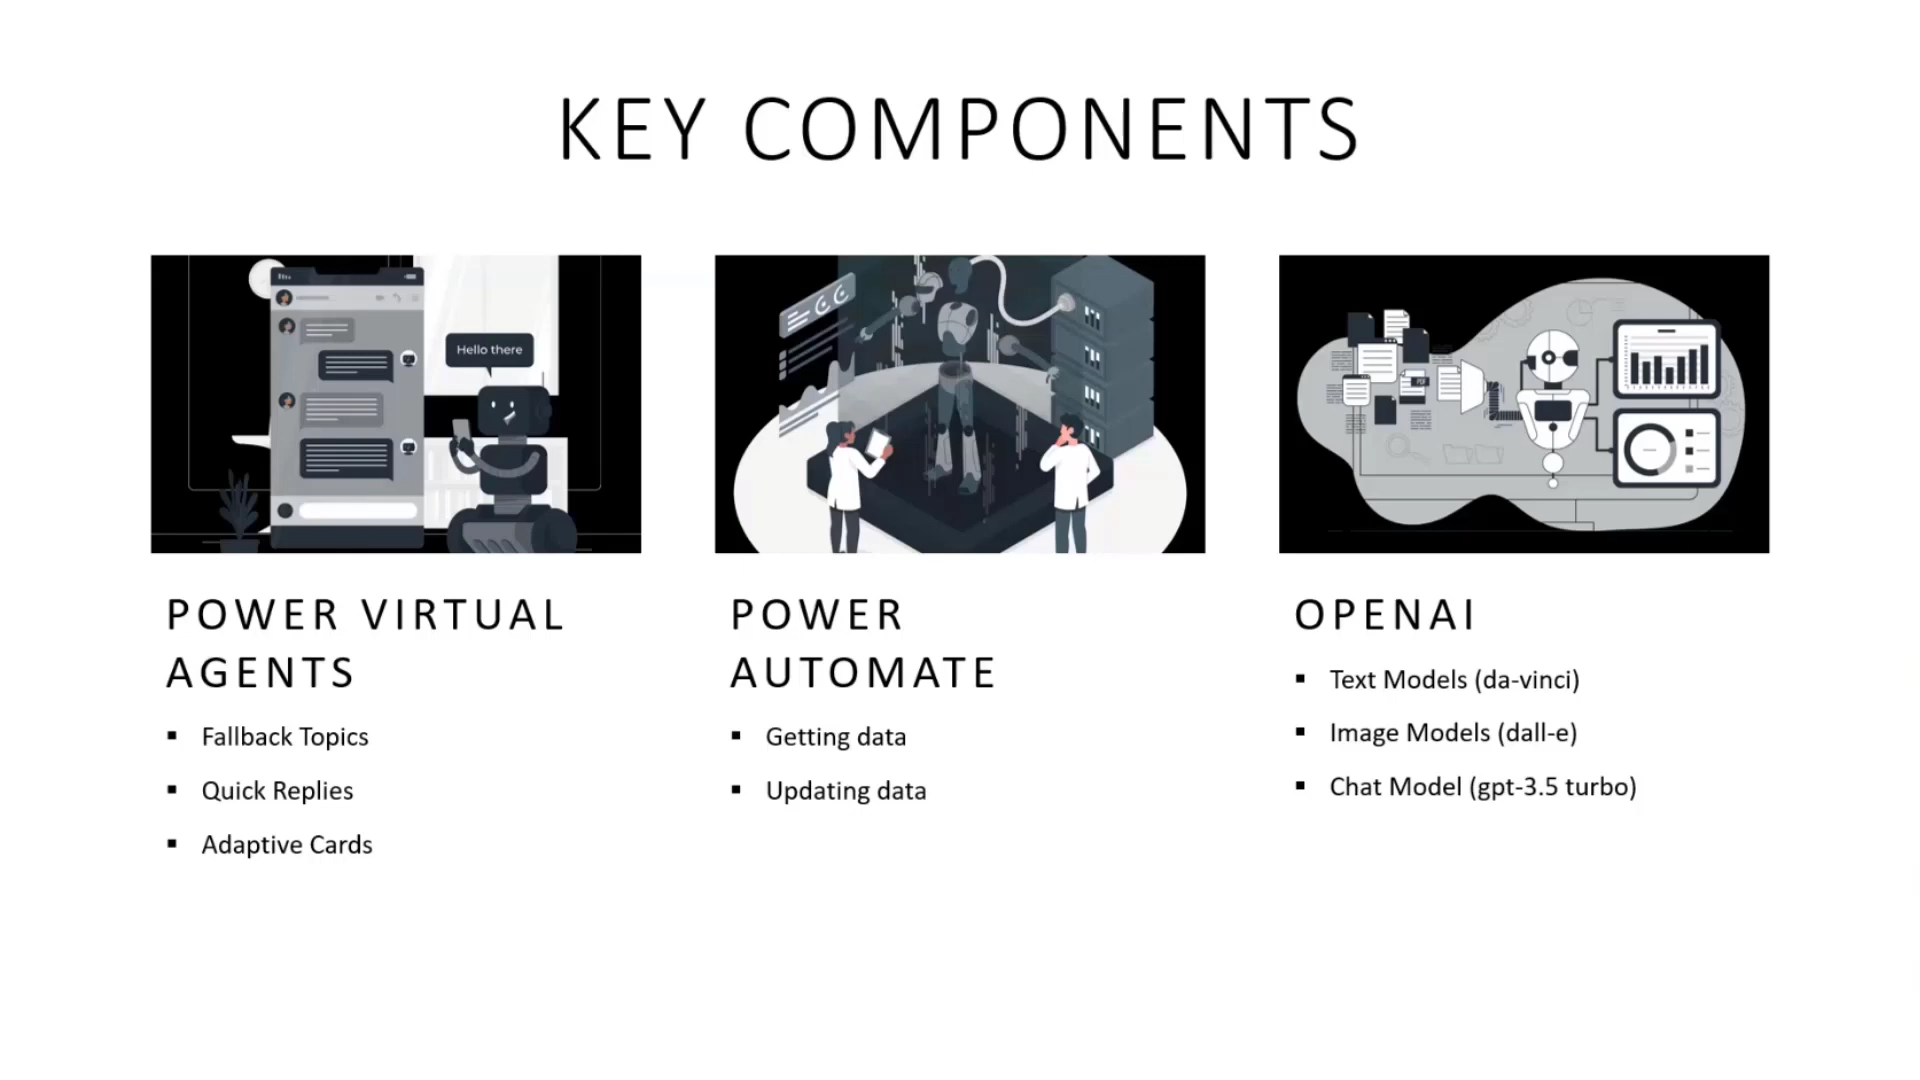 KEY COMPONENTS
Hello there
POWER VIRTUAL
AGENTS
▪ Fallback Topics
▪ Quick Replies
▪ Adaptive Cards
POWER
AUTOMATE
▪ Getting data
▪ Updating data
PDF
OPENAI
▪ Text Models (da-vinci)
▪ Image Models (dall-e)
▪ Chat Model (gpt-3.5 turbo)